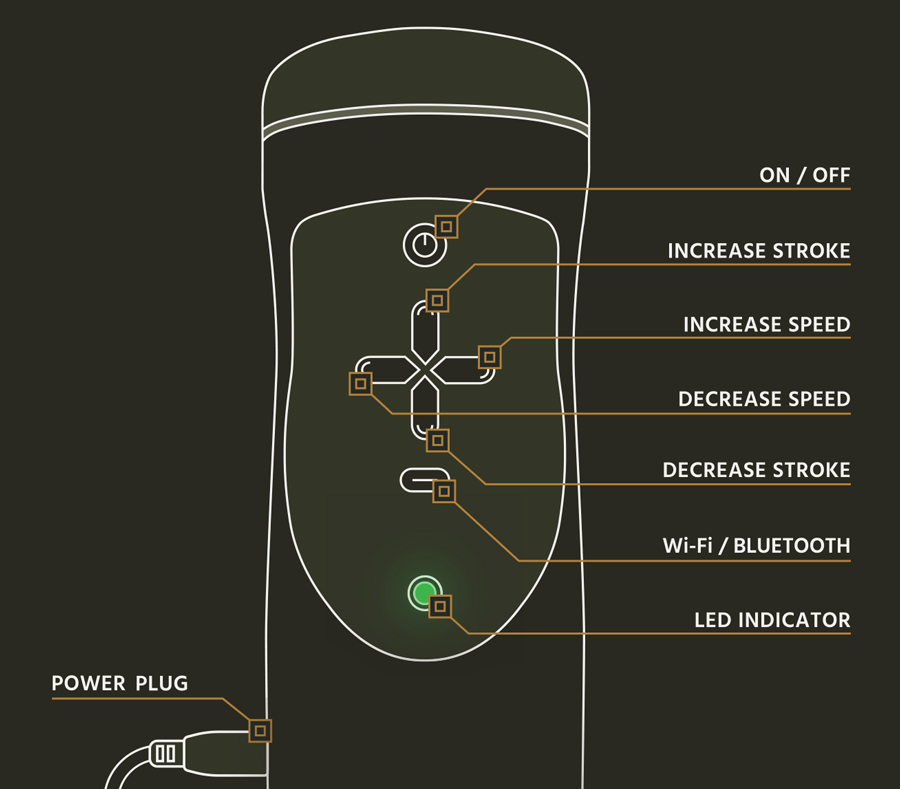 ON / OFF
INCREASE STROKE
INCREASE SPEED
DECREASE SPEED
DECREASE STROKE
Wi-Fi / BLUETOOTH
LED INDICATOR
POWER PLUG